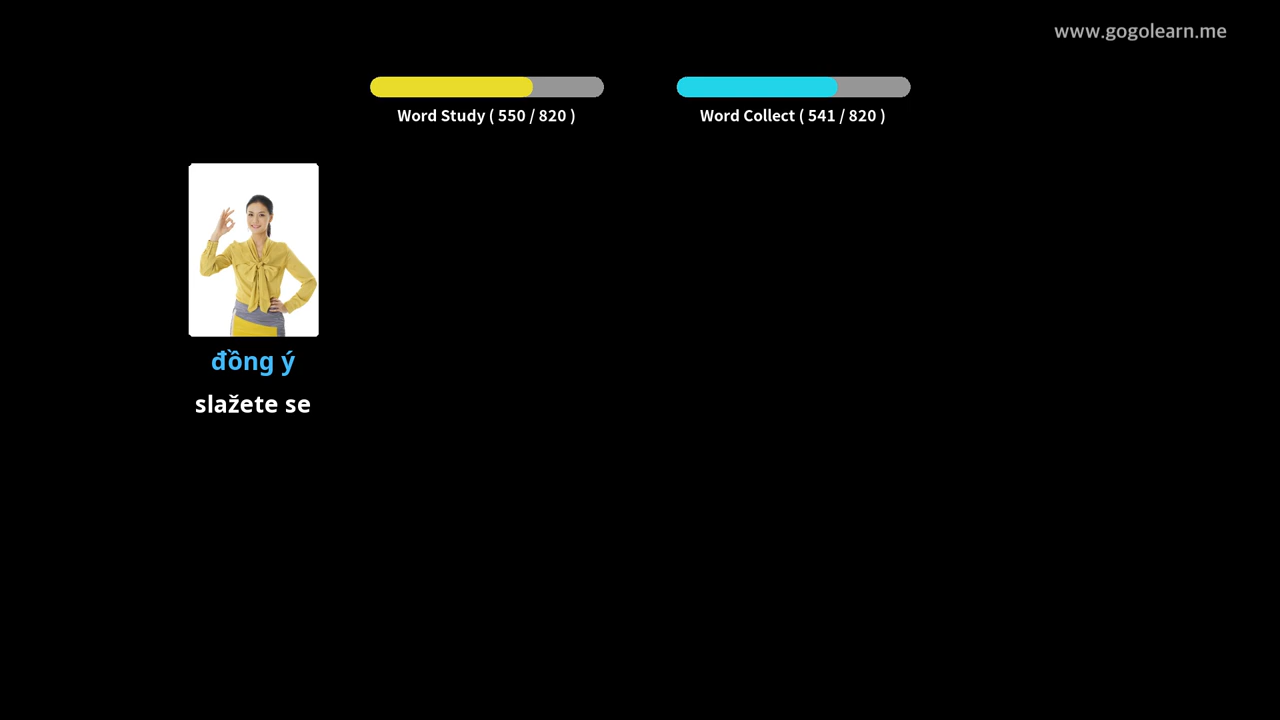 www.gogolearn.me
Word Study ( 550 / 820 )
Word Collect ( 541 / 820 )
đồng ý
slažete se